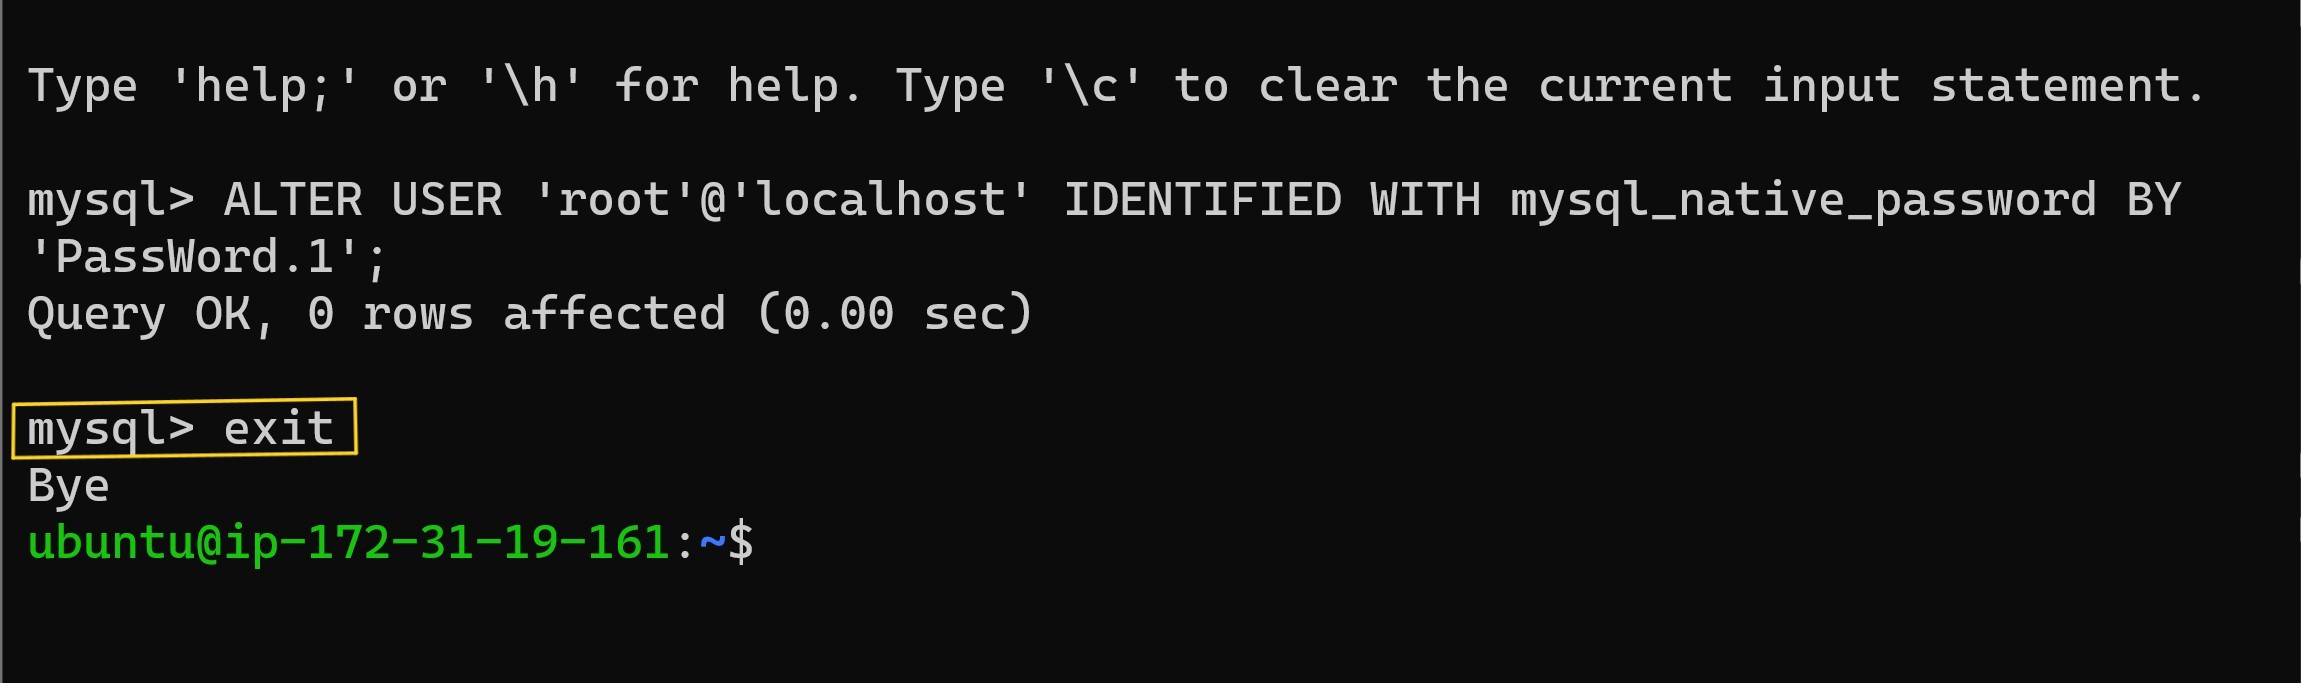 Type 'help;' or '\h' for help. Type '\c' to clear the current input statement.
mysql> ALTER USER 'root'@'localhost' IDENTIFIED WITH mysql_native_password BY
'PassWord.1';
Query OK, 0 rows affected (0.00 sec)
mysql> exit
Bye
ubuntu@ip-172-31-19-161:~$